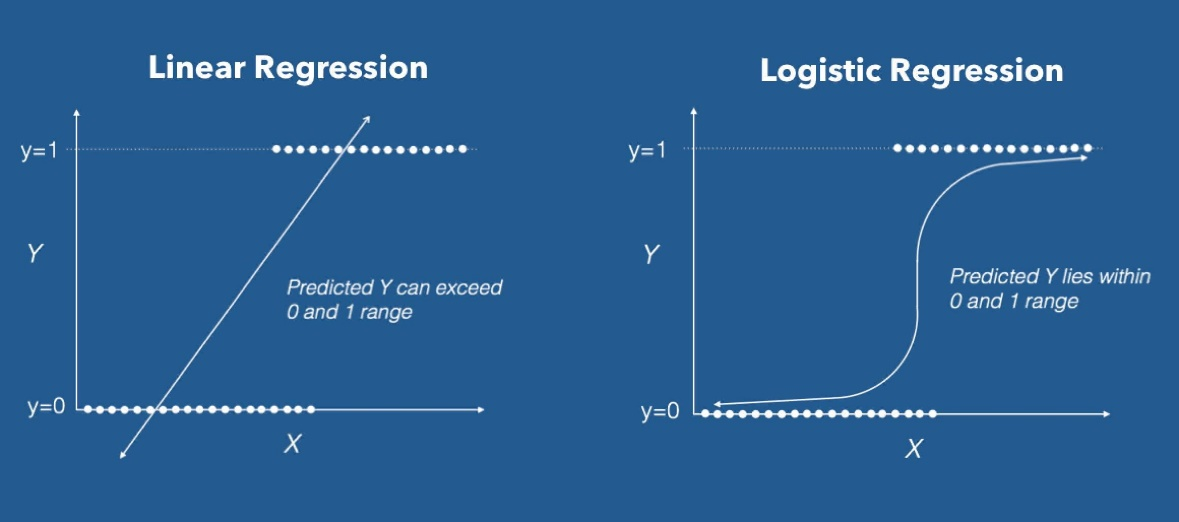 Linear Regression
y=1
Y
Predicted Y can exceed
0 and 1 range
y=0
X
Logistic Regression
y=1
Y
Predicted Y lies within
0 and 1 range
y=0
X